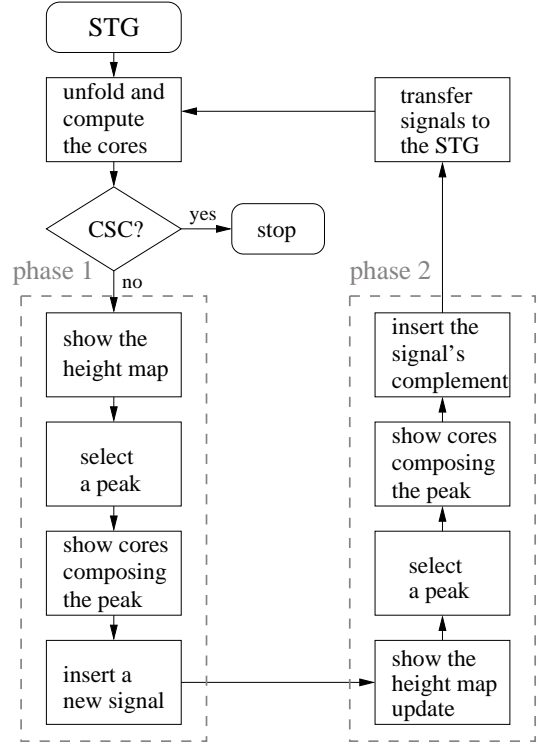 STG
unfold and
compute
the cores
transfer
signals to
the STG
CSC?
yes
stop
no
phase 1
show the
height map
select
a peak
show cores
composing
the peak
insert a
new signal
phase 2
insert the
signal's
complement
show cores
composing
the peak
select
a peak
show the
height map
update